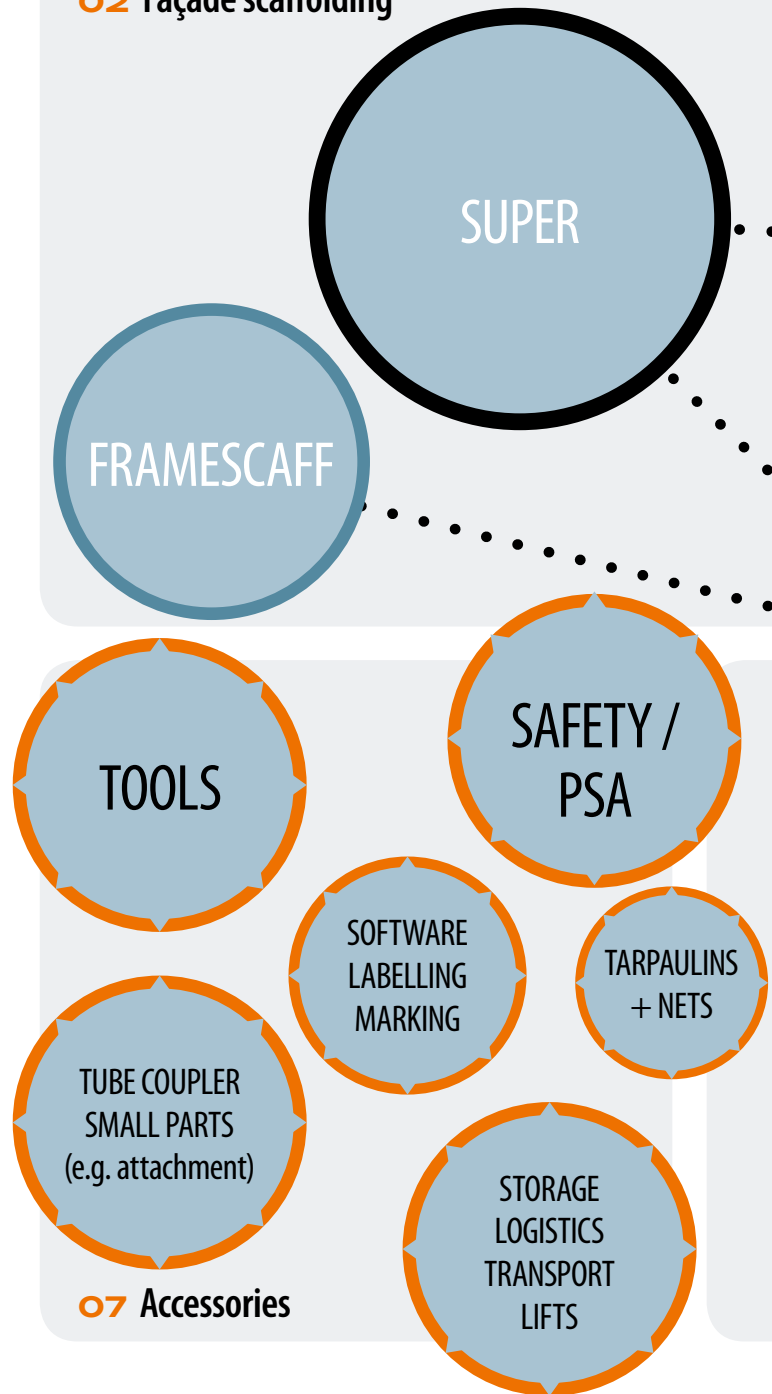 02 Façade scaffolding
SUPER
FRAMESCAFF
TOOLS
SAFETY /
PSA
SOFTWARE
LABELLING
MARKING
TARPAULINS
+ NETS
TUBE COUPLER
SMALL PARTS
(e.g. attachment)
STORAGE
LOGISTICS
TRANSPORT
LIFTS
07 Accessories